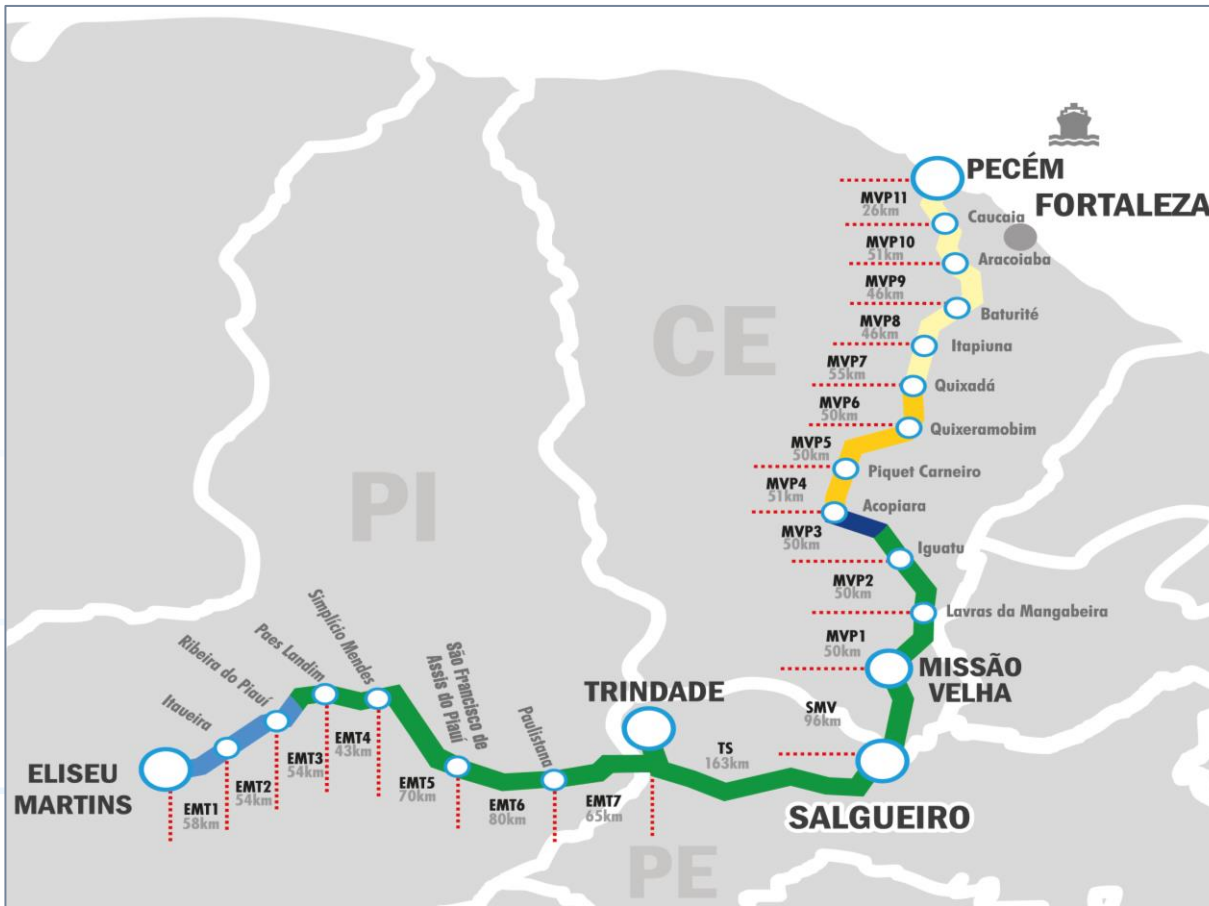 PECÉM
FORTALEZA
MVP11
26km
Caucaia
MVP10
51km
Aracoiaba
MVP9
46km
Baturité
MVP8
46km
Itapiuna
MVP7
55km
Quixadá
MVP6
50km
Quixeramobim
MVP5
50km
Piquet Carneiro
MVP4
51km
Acopiara
MVP3
50km
Iguatu
MVP2
50km
Lavras da Mangabeira
MVP1
50km
MISSÃO
VELHA
SMV
96km
CE
PI
PE
TRINDADE
TS
163km
SALGUEIRO
ELISEU
MARTINS
Itaueira
Ribeira do Piauí
Paes Landim
Simplício Mendes
São Francisco de
Assis do Piauí
Paulistana
EMT1
58km
EMT2
54km
EMT3
54km
EMT4
43km
EMT5
70km
EMT6
80km
EMT7
65km